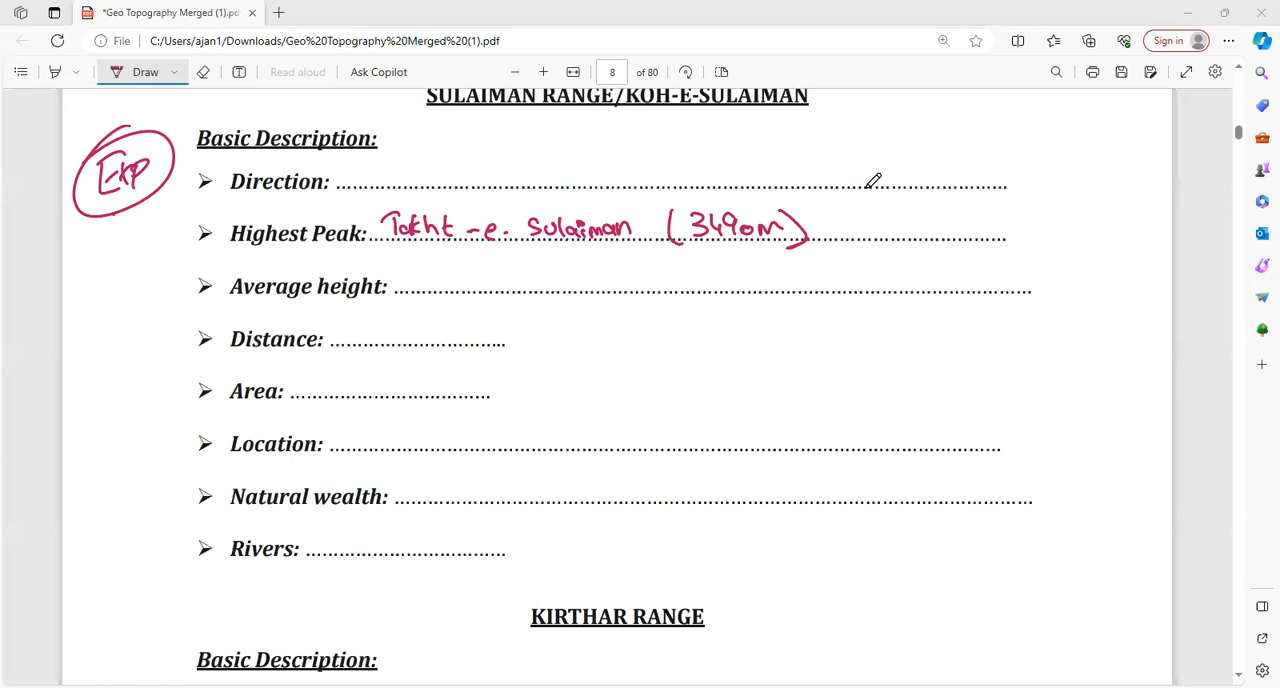 *Geo Topography Merged (1).pdf
File C:/Users/ajan1/Downloads/Geo%20Topography%20Merged%20(1).pdf
Sign in
Draw
Read aloud
Ask Copilot
8 of 80
SULAIMAN RANGE/KOH-E-SULAIMAN
Basic Description:
EKP
➢ Direction: ........................................................................
➢ Highest Peak: Takht-e. Sulaiman (3490m)
➢ Average height: ........................................................................
➢ Distance: ..............................
➢ Area: ..................................
➢ Location: ........................................................................
➢ Natural wealth: ........................................................................
➢ Rivers: ..................................
KIRTHAR RANGE
Basic Description: